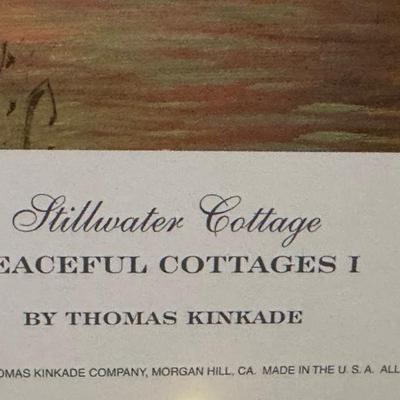 Stillwater Cottage
EACEFUL COTTAGES I
BY THOMAS KINKADE
OMAS KINKADE COMPANY, MORGAN HILL, CA. MADE IN THE U. S. A. ALL